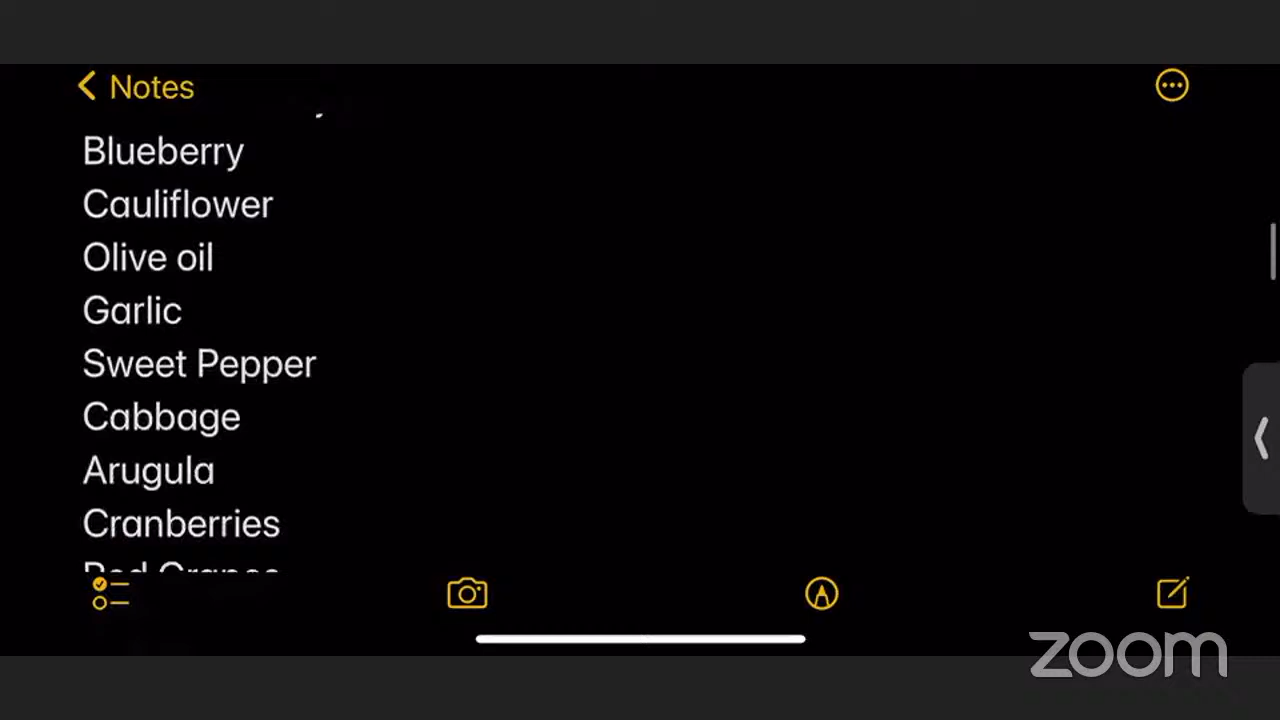 Notes
Blueberry
Cauliflower
Olive oil
Garlic
Sweet Pepper
Cabbage
Arugula
Cranberries
zoom